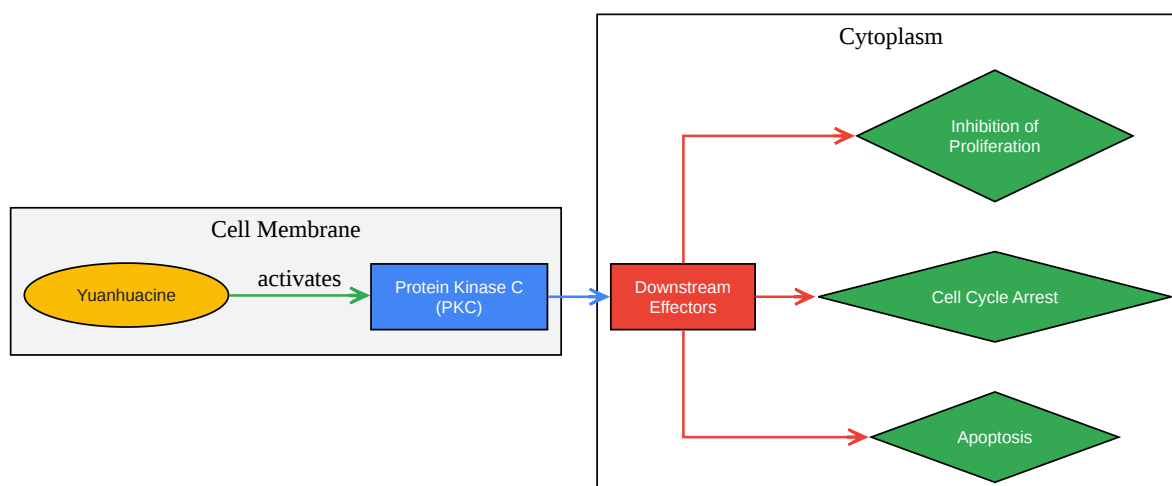 Cytoplasm
Inhibition of
Proliferation
Cell Membrane
activates
Yuanhuacine
Protein Kinase C
(PKC)
Downstream
Effectors
Cell Cycle Arrest
Apoptosis